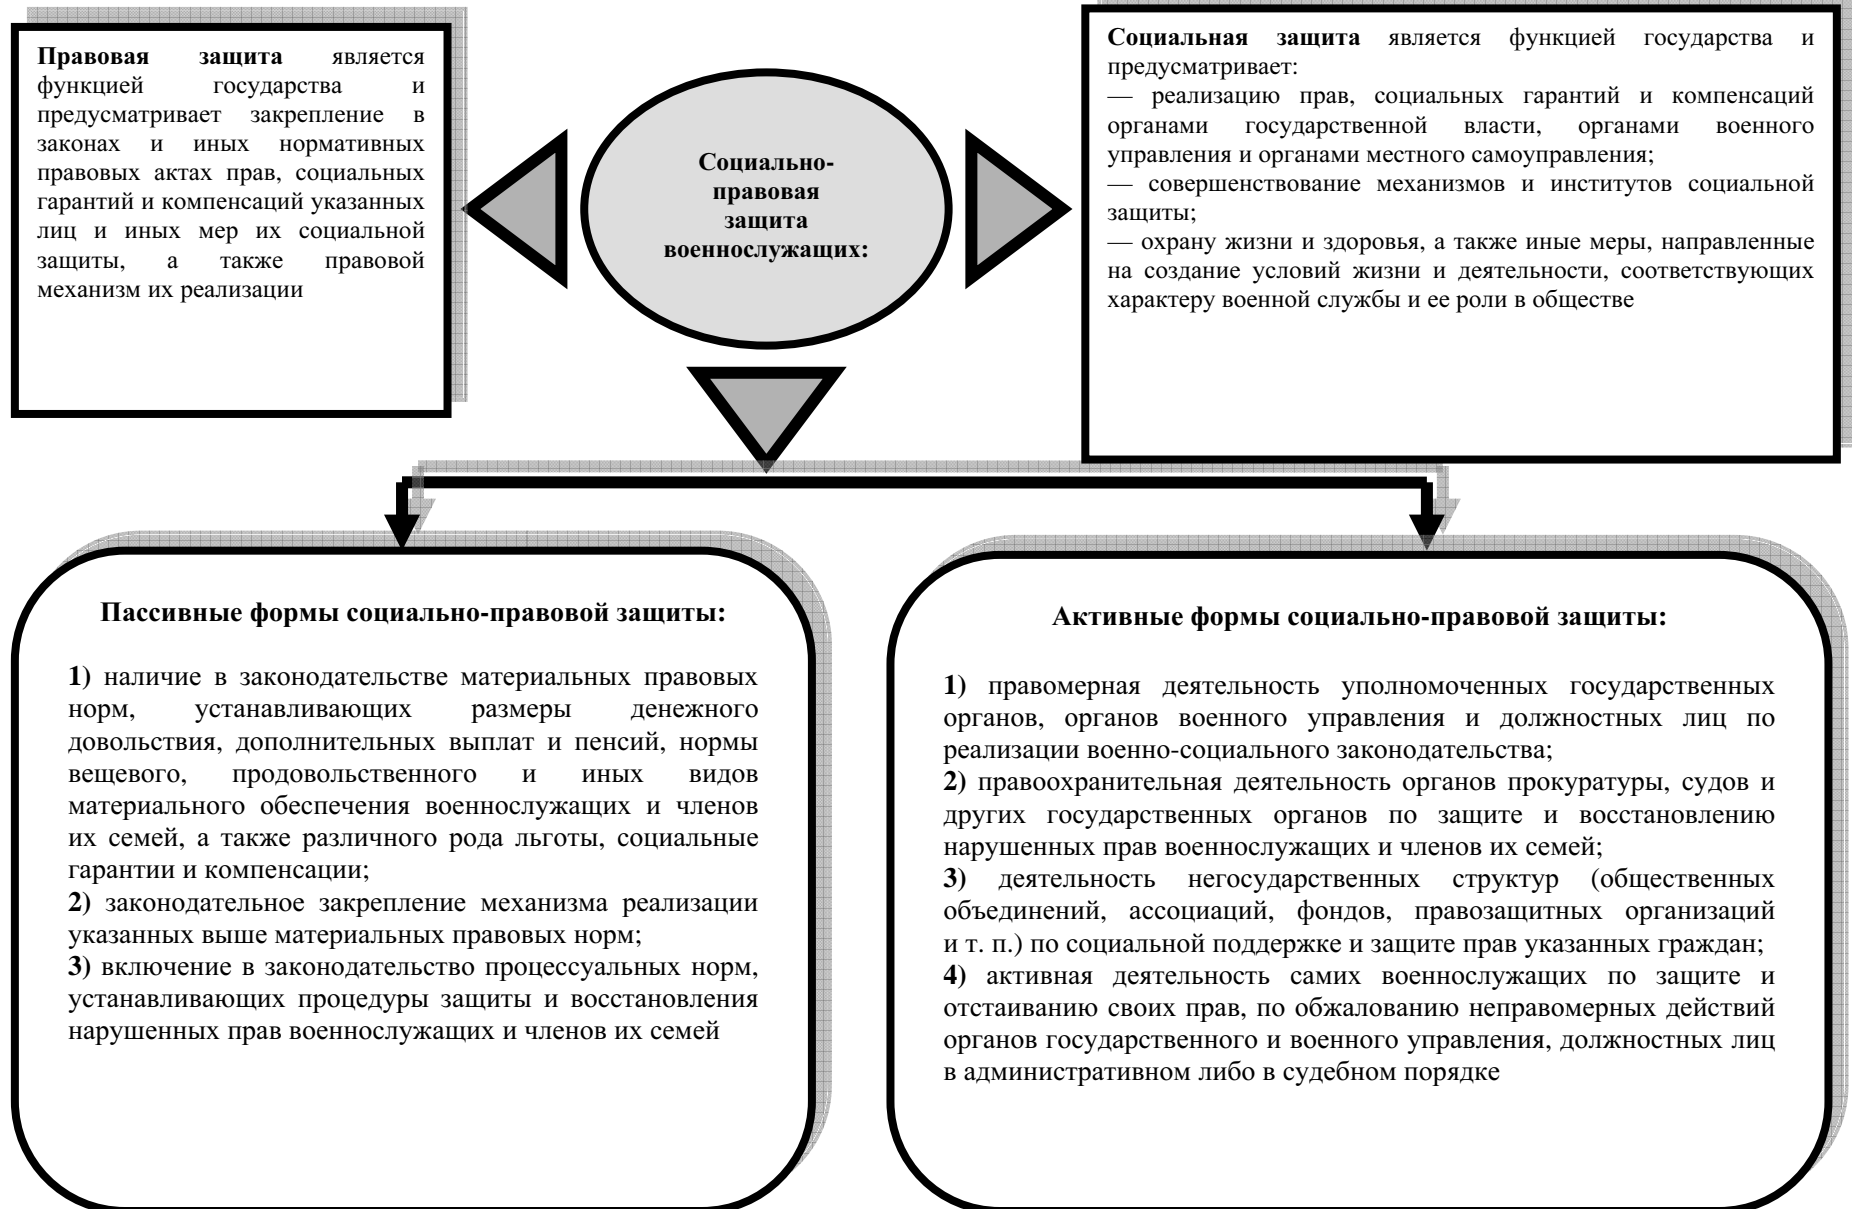 Правовая защита является
функцией государства и
предусматривает закрепление в
законах и иных нормативных
правовых актах прав, социальных
гарантий и компенсаций указанных
лиц и иных мер их социальной
защиты, а также правовой
механизм их реализации
Социально-
правовая
защита
военнослужащих:
Социальная защита является функцией государства и
предусматривает:
— реализацию прав, социальных гарантий и компенсаций
органами государственной власти, органами военного
управления и органами местного самоуправления;
— совершенствование механизмов и институтов социальной
защиты;
— охрану жизни и здоровья, а также иные меры, направленные
на создание условий жизни и деятельности, соответствующих
характеру военной службы и ее роли в обществе
Пассивные формы социально-правовой защиты:
1) наличие в законодательстве материальных правовых
норм, устанавливающих размеры денежного
довольствия, дополнительных выплат и пенсий, нормы
вещевого, продовольственного и иных видов
материального обеспечения военнослужащих и членов
их семей, а также различного рода льготы, социальные
гарантии и компенсации;
2) законодательное закрепление механизма реализации
указанных выше материальных правовых норм;
3) включение в законодательство процессуальных норм,
устанавливающих процедуры защиты и восстановления
нарушенных прав военнослужащих и членов их семей
Активные формы социально-правовой защиты:
1) правомерная деятельность уполномоченных государственных
органов, органов военного управления и должностных лиц по
реализации военно-социального законодательства;
2) правоохранительная деятельность органов прокуратуры, судов и
других государственных органов по защите и восстановлению
нарушенных прав военнослужащих и членов их семей;
3) деятельность негосударственных структур (общественных
объединений, ассоциаций, фондов, правозащитных организаций
и т. п.) по социальной поддержке и защите прав указанных граждан;
4) активная деятельность самих военнослужащих по защите и
отстаиванию своих прав, по обжалованию неправомерных действий
органов государственного и военного управления, должностных лиц
в административном либо в судебном порядке